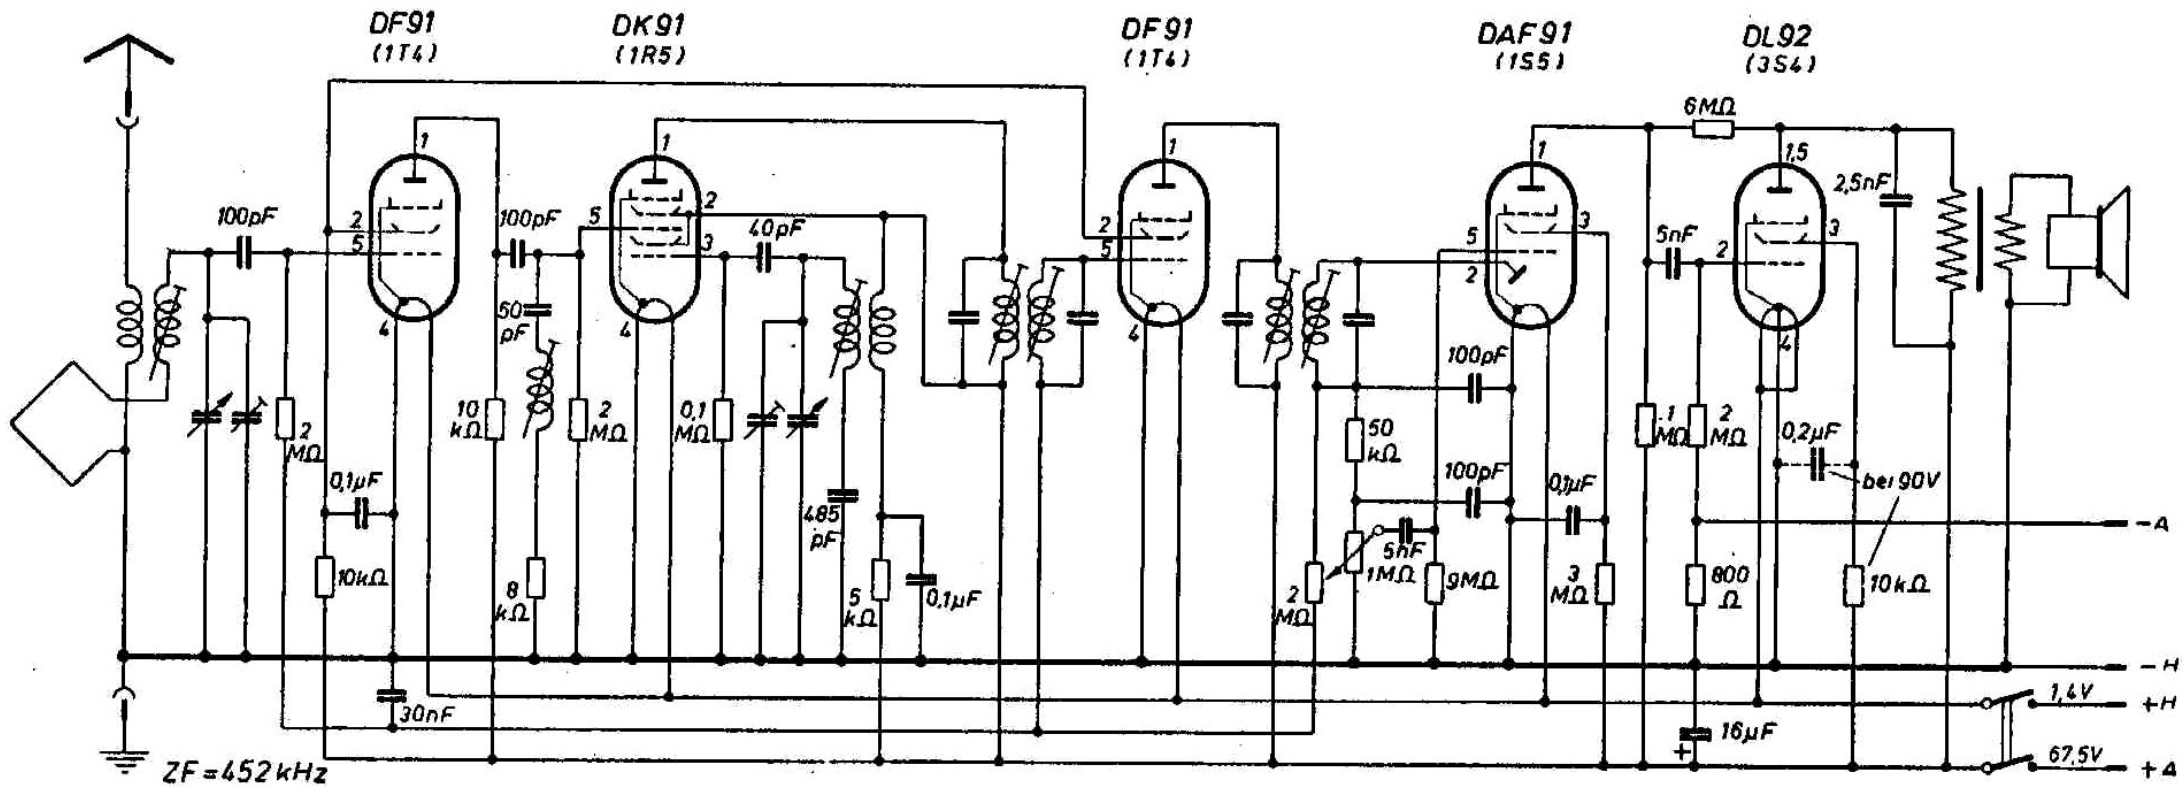 DF91
(1T4)
DK91
(1R5)
DF91
(1T4)
DAF91
(1S5)
DL92
(3S4)
6MΩ
1
1
1
1
1,5
2,5nF
100pF
2
5
100pF
5
2
3
40pF
2
5
5
2
3
5nF
2
3
4
50
pF
4
4
100pF
4
2
MΩ
10
kΩ
2
MΩ
0,1
MΩ
50
kΩ
1
MΩ
2
MΩ
0,2µF
bei 90V
0,1µF
485
pF
100pF
0,1µF
-A
10kΩ
8
kΩ
5
kΩ
0,1µF
2
MΩ
5nF
1MΩ
9MΩ
3
MΩ
800
Ω
10kΩ
-H
30nF
1,4V
+H
16µF
+
67,5V
+A
ZF=452kHz